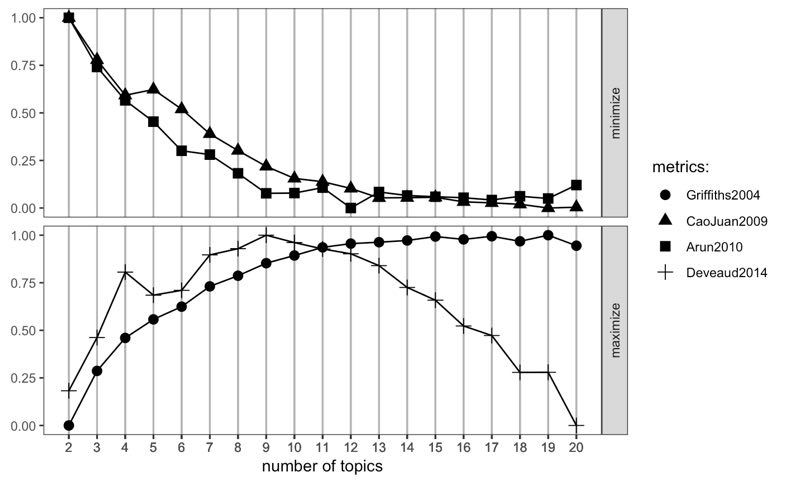 1.00
0.75
0.50
0.25
0.00
minimize
1.00
0.75
0.50
0.25
0.00
maximize
2 3 4 5 6 7 8 9 10 11 12 13 14 15 16 17 18 19 20
number of topics
metrics:
Griffiths2004
CaoJuan2009
Arun2010
Deveaud2014